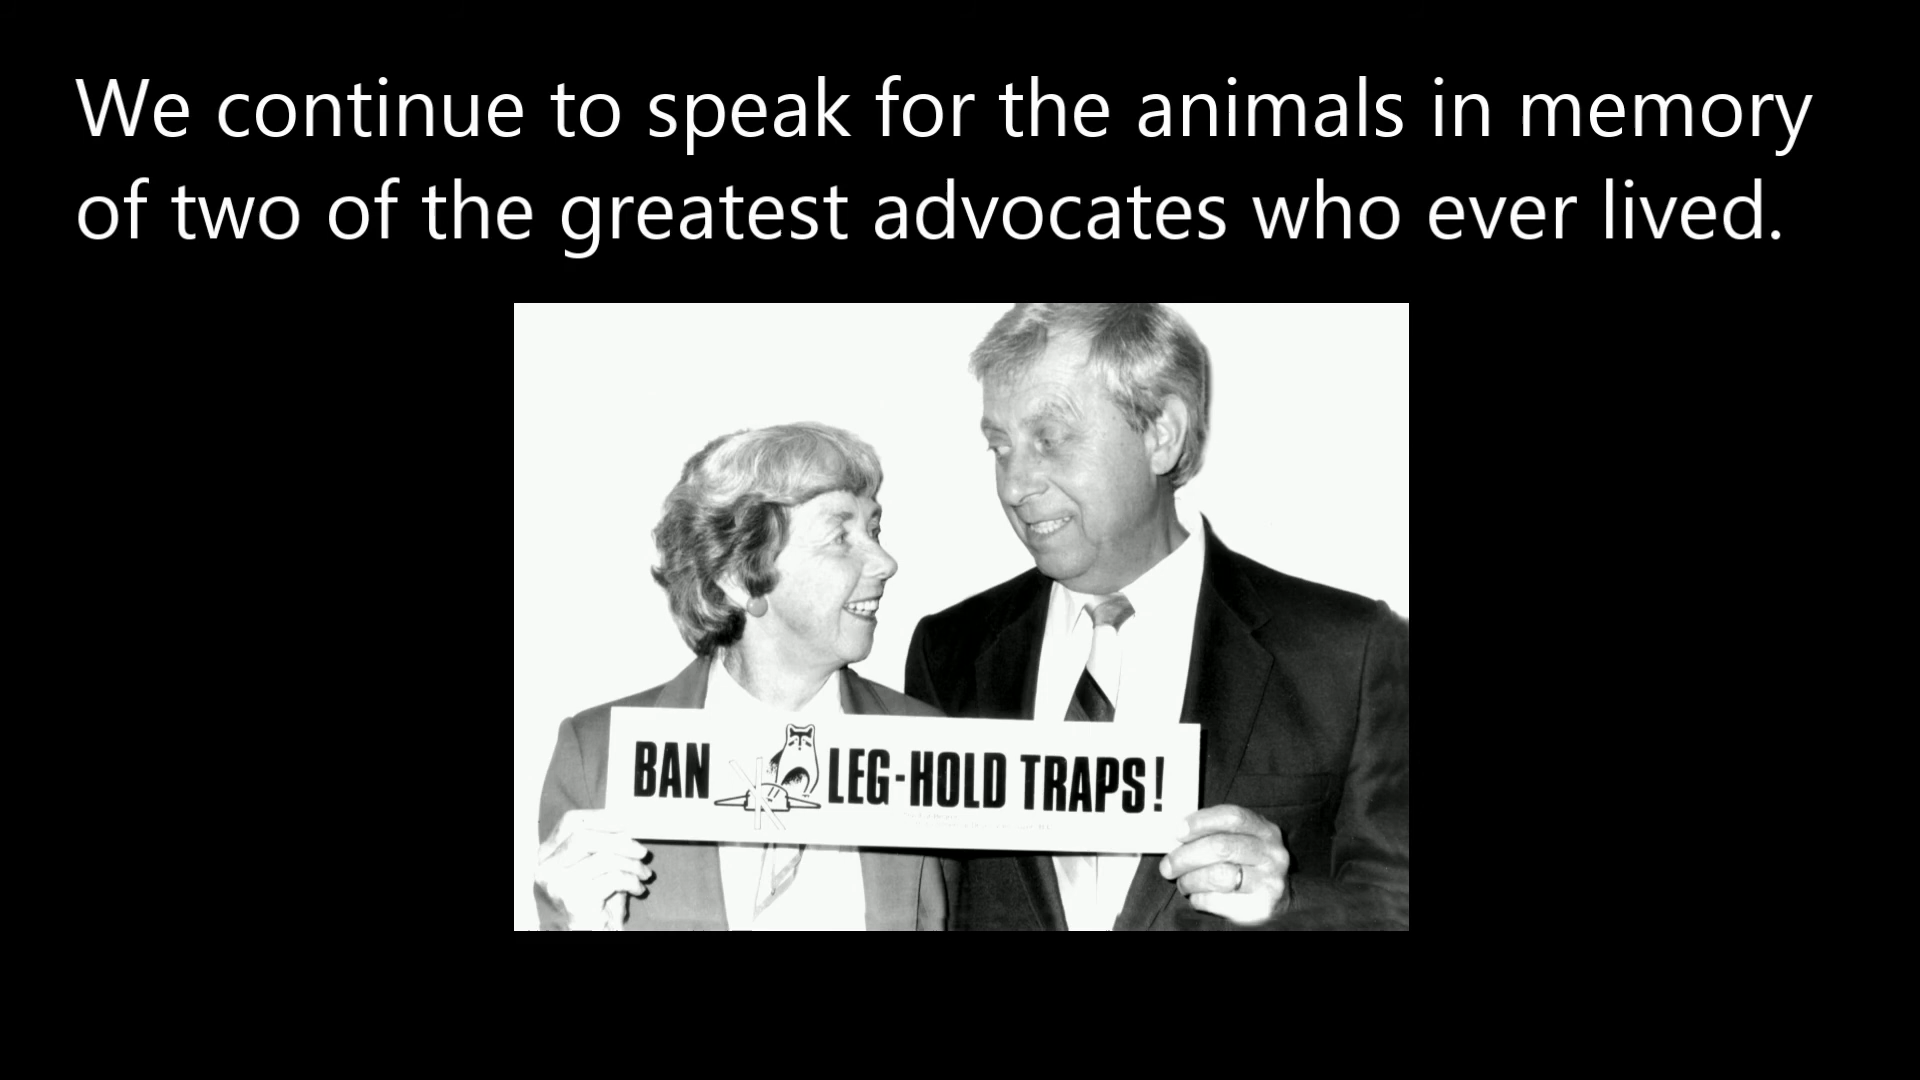 We continue to speak for the animals in memory
of two of the greatest advocates who ever lived.
BAN LEG-HOLD TRAPS!